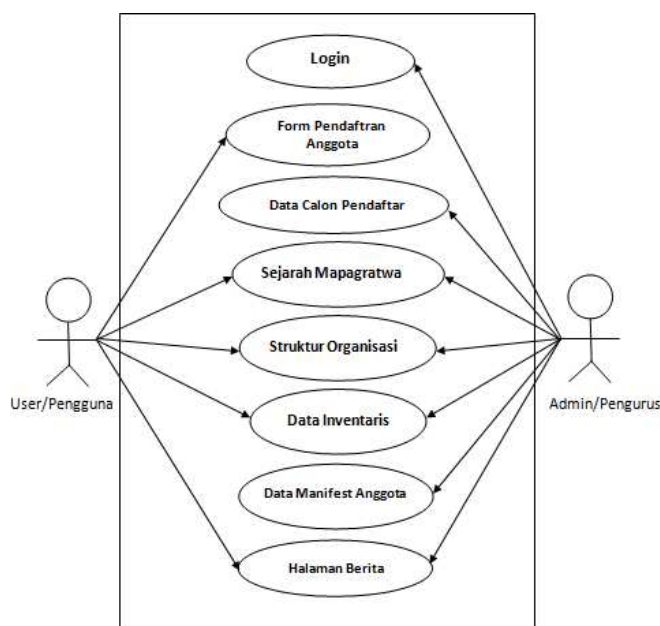 Login
Form Pendaftran
Anggota
Data Calon Pendaftar
Sejarah Mapagratwa
Struktur Organisasi
Data Inventaris
Data Manifest Anggota
Halaman Berita
User/Pengguna
Admin/Pengurus